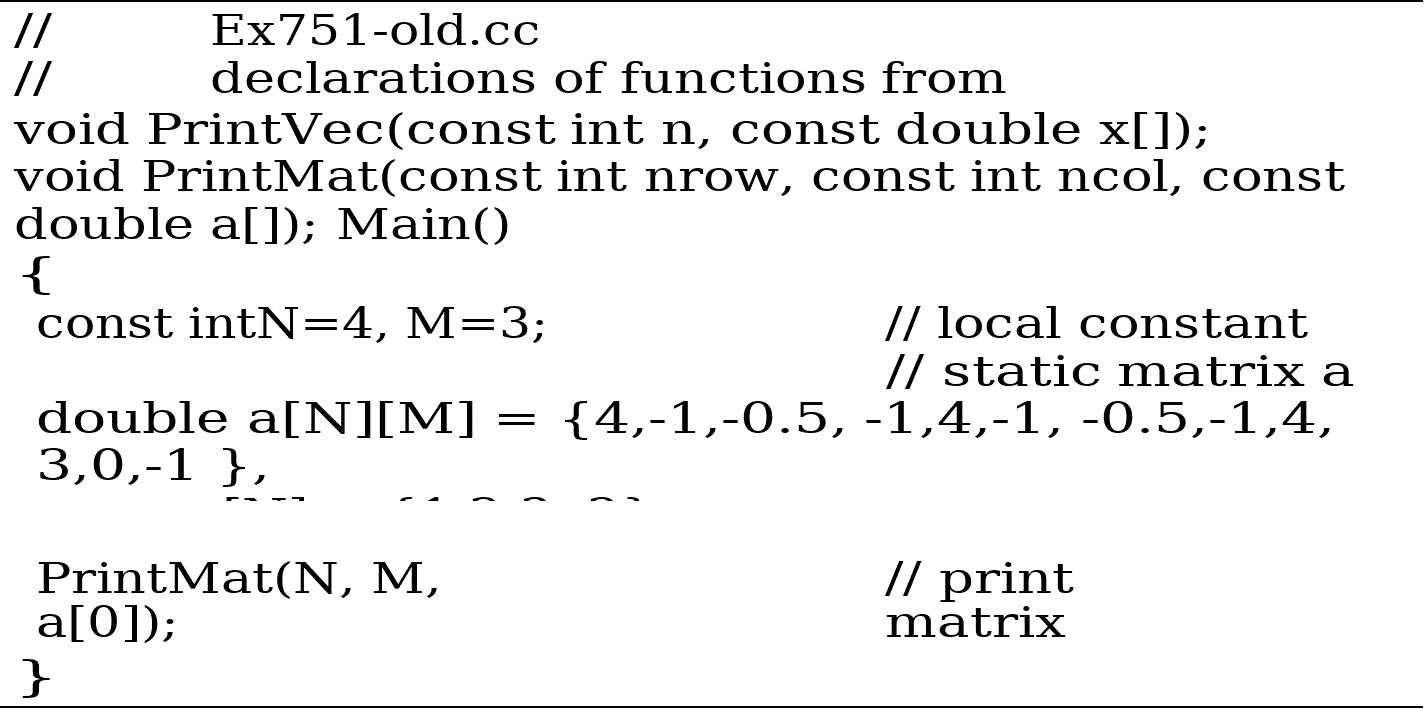 // Ex751-old.cc
// declarations of functions from
void PrintVec(const int n, const double x[]);
void PrintMat(const int nrow, const int ncol, const
double a[]); Main()
{
const intN=4, M=3; // local constant
// static matrix a
double a[N][M] = {4,-1,-0.5, -1,4,-1, -0.5,-1,4,
3,0,-1 },
PrintMat(N, M, // print
a[0]); matrix
}